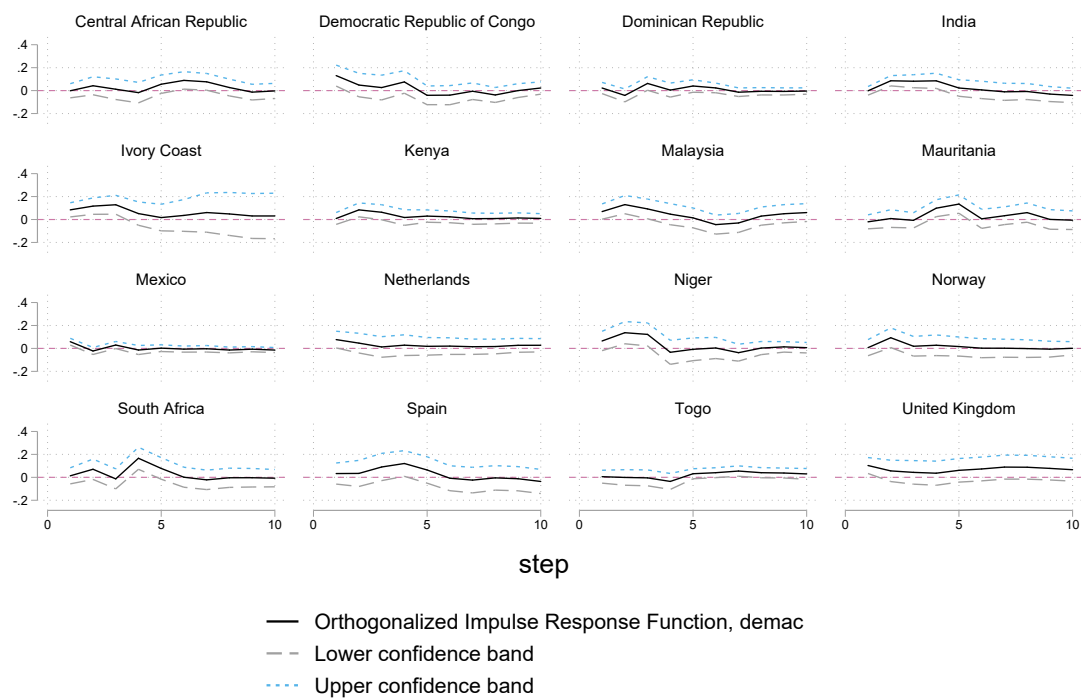 Central African Republic
Democratic Republic of Congo
Dominican Republic
India
.4
.2
0
-.2
Ivory Coast
Kenya
Malaysia
Mauritania
.4
.2
0
-.2
Mexico
Netherlands
Niger
Norway
.4
.2
0
-.2
South Africa
Spain
Togo
United Kingdom
.4
.2
0
-.2
0 5 10 0 5 10 0 5 10 0 5 10
step
Orthogonalized Impulse Response Function, demac
Lower confidence band
Upper confidence band